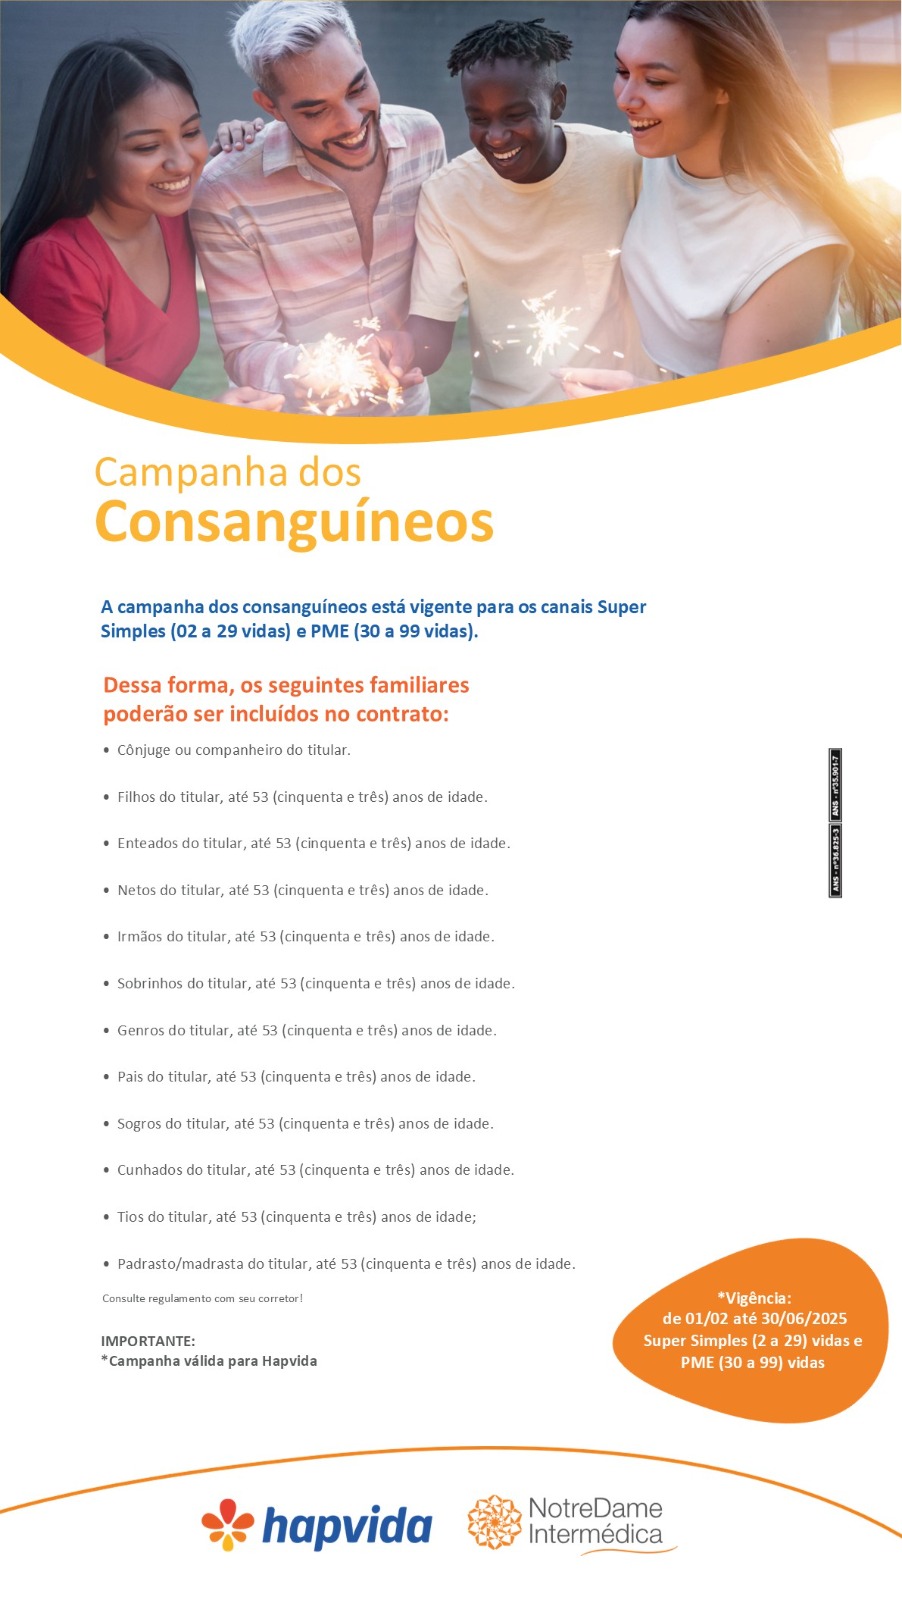 Campanha dos
Consanguíneos
A campanha dos consanguíneos está vigente para os canais Super
Simples (02 a 29 vidas) e PME (30 a 99 vidas).
Dessa forma, os seguintes familiares
poderão ser incluídos no contrato:
• Cônjuge ou companheiro do titular.
• Filhos do titular, até 53 (cinquenta e três) anos de idade.
• Enteados do titular, até 53 (cinquenta e três) anos de idade.
• Netos do titular, até 53 (cinquenta e três) anos de idade.
• Irmãos do titular, até 53 (cinquenta e três) anos de idade.
• Sobrinhos do titular, até 53 (cinquenta e três) anos de idade.
• Genros do titular, até 53 (cinquenta e três) anos de idade.
• Pais do titular, até 53 (cinquenta e três) anos de idade.
• Sogros do titular, até 53 (cinquenta e três) anos de idade.
• Cunhados do titular, até 53 (cinquenta e três) anos de idade.
• Tios do titular, até 53 (cinquenta e três) anos de idade;
• Padrasto/madrasta do titular, até 53 (cinquenta e três) anos de idade.
Consulte regulamento com seu corretor!
IMPORTANTE:
*Campanha válida para Hapvida
ANS - nº36.825-3
ANS - nº35.901-7
*Vigência:
de 01/02 até 30/06/2025
Super Simples (2 a 29) vidas e
PME (30 a 99) vidas
hapvida
NotreDame
Intermédica